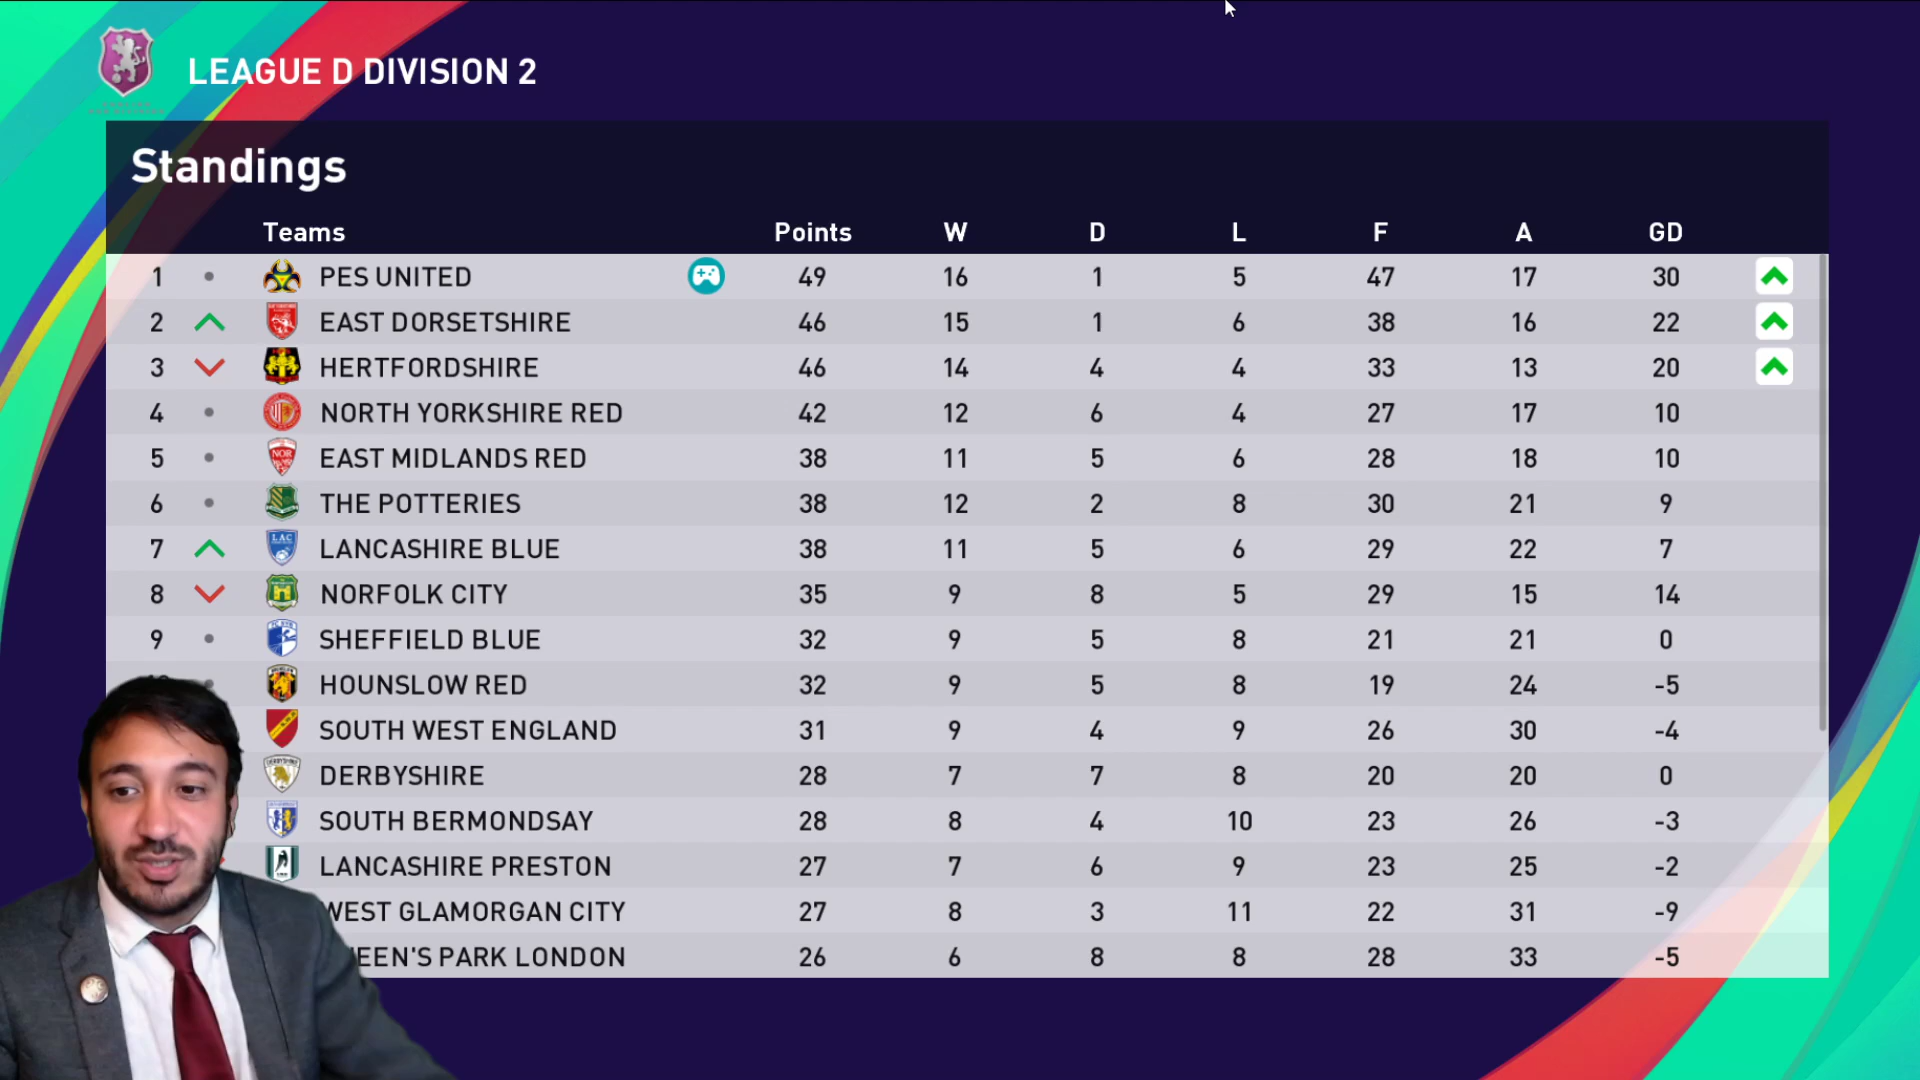 LEAGUE D DIVISION 2
Standings
Teams Points W D L F A GD
1 PES UNITED 49 16 1 5 47 17 30
2 EAST DORSETSHIRE 46 15 1 6 38 16 22
3 HERTFORDSHIRE 46 14 4 4 33 13 20
4 NORTH YORKSHIRE RED 42 12 6 4 27 17 10
5 EAST MIDLANDS RED 38 11 5 6 28 18 10
6 THE POTTERIES 38 12 2 8 30 21 9
7 LANCASHIRE BLUE 38 11 5 6 29 22 7
8 NORFOLK CITY 35 9 8 5 29 15 14
9 SHEFFIELD BLUE 32 9 5 8 21 21 0
HOUNSLOW RED 32 9 5 8 19 24 -5
SOUTH WEST ENGLAND 31 9 4 9 26 30 -4
DERBYSHIRE 28 7 7 8 20 20 0
SOUTH BERMONDSAY 28 8 4 10 23 26 -3
LANCASHIRE PRESTON 27 7 6 9 23 25 -2
WEST GLAMORGAN CITY 27 8 3 11 22 31 -9
EEN'S PARK LONDON 26 6 8 8 28 33 -5